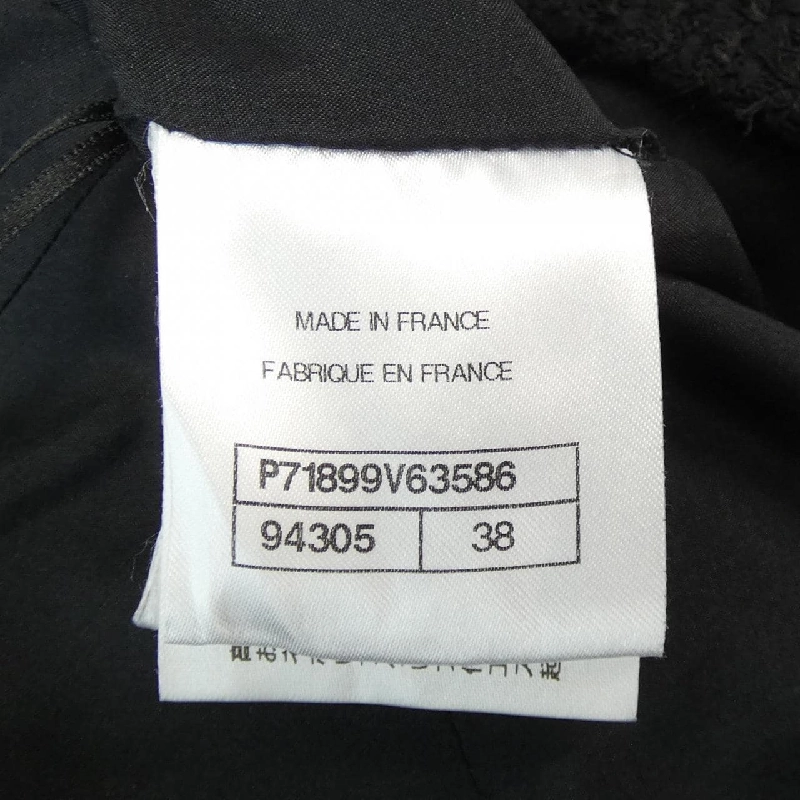 MADE IN FRANCE
FABRIQUE EN FRANCE
P71899V63586
94305 38